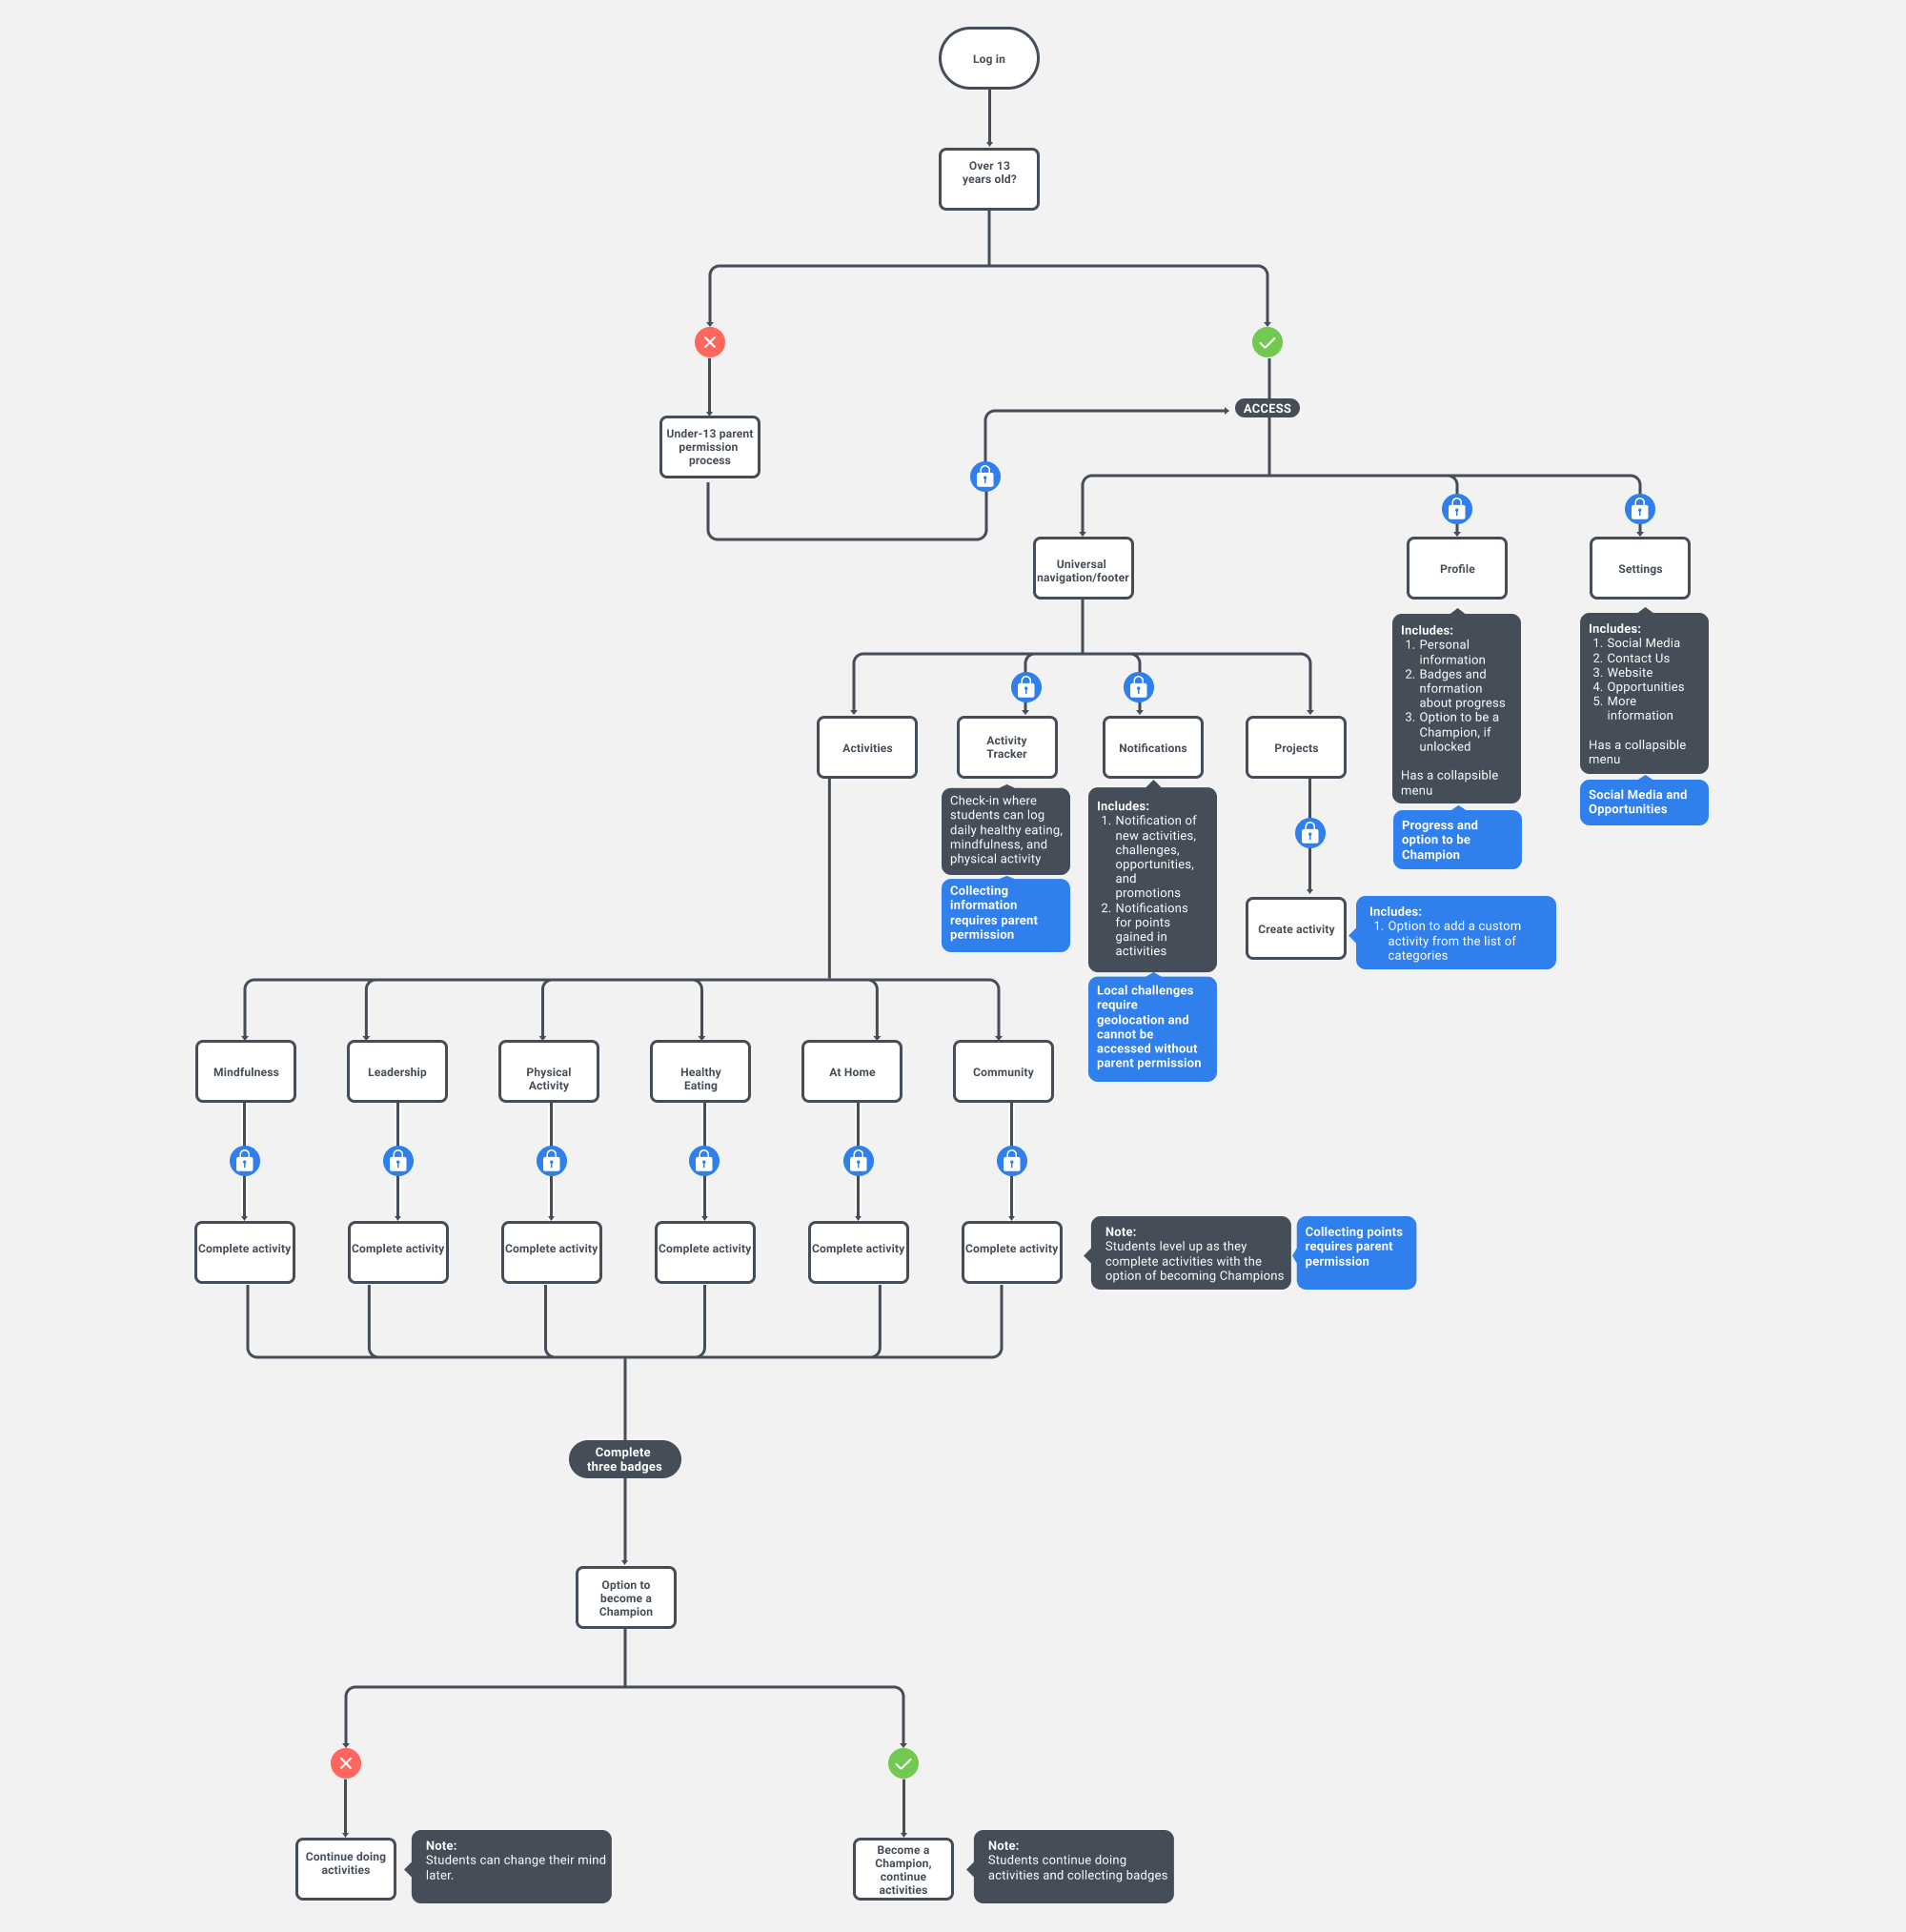 Log in
Over 13
years old?
ACCESS
Under-13 parent
permission
process
Universal
navigation/footer
Profile
Settings
Includes:
1. Personal
information
2. Badges and
nformation
about progress
3. Option to be a
Champion, if
unlocked
Has a collapsible
menu
Progress and
option to be
Champion
Includes:
1. Social Media
2. Contact Us
3. Website
4. Opportunities
5. More
information
Has a collapsible
menu
Social Media and
Opportunities
Activities
Activity
Tracker
Notifications
Projects
Check-in where
students can log
daily healthy eating,
mindfulness, and
physical activity
Collecting
information
requires parent
permission
Includes:
1. Notification of
new activities,
challenges,
opportunities,
and
promotions
2. Notifications
for points
gained in
activities
Local challenges
require
geolocation and
cannot be
accessed without
parent permission
Create activity
Includes:
1. Option to add a custom
activity from the list of
categories
Mindfulness
Leadership
Physical
Activity
Healthy
Eating
At Home
Community
Complete activity
Complete activity
Complete activity
Complete activity
Complete activity
Complete activity
Note:
Students level up as they
complete activities with the
option of becoming Champions
Collecting points
requires parent
permission
Complete
three badges
Option to
become a
Champion
Continue doing
activities
Note:
Students can change their mind
later.
Become a
Champion,
continue
activities
Note:
Students continue doing
activities and collecting badges